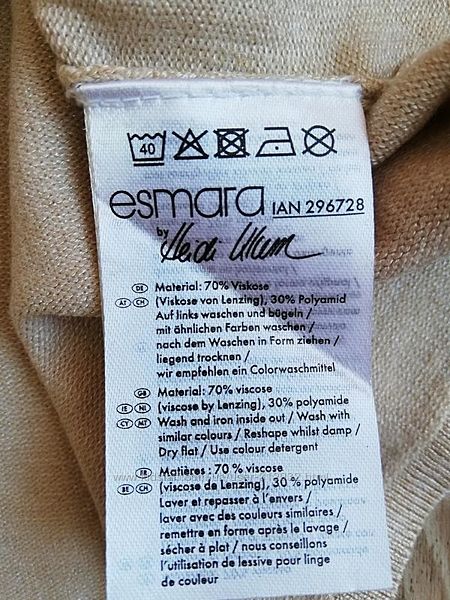 40
esmara IAN 296728
by Heidi Klum
DE Material: 70% Viskose
AT CH (Viskose von Lenzing), 30% Polyamid
Auf links waschen und bügeln /
mit ähnlichen Farben waschen /
nach dem Waschen in Form ziehen /
liegend trocknen /
wir empfehlen ein Colorwaschmittel
GB Material: 70% viscose
IE NI (viscose by Lenzing), 30% polyamide
CY MT Wash and iron inside out / Wash with
similar colours / Reshape whilst damp /
Dry flat / Use colour detergent
FR Matières : 70 % viscose
BE CH (viscose de Lenzing), 30 % polyamide
Laver et repasser à l'envers /
laver avec des couleurs similaires /
remettre en forme après le lavage /
sécher à plat / nous conseillons
l'utilisation de lessive pour linge
de couleur